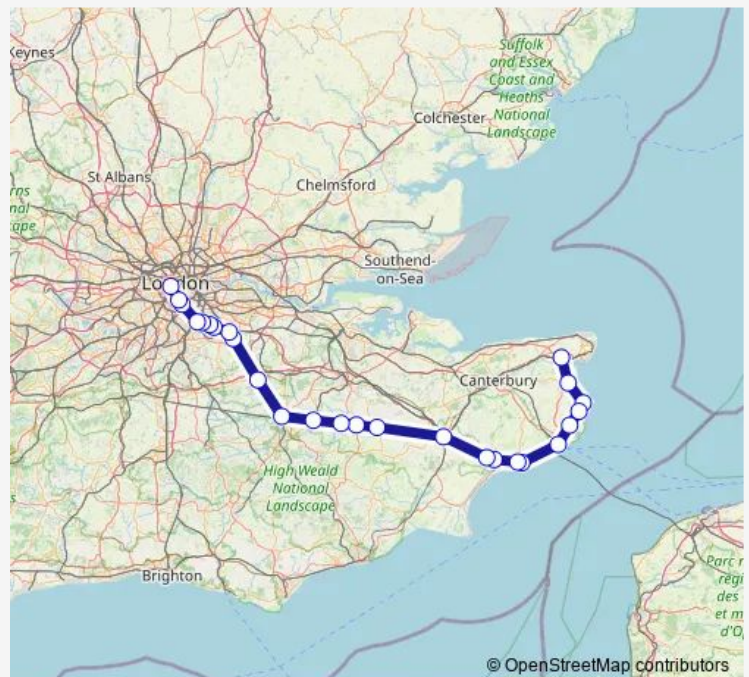 Keynes
Suffolk
and Essex
Coast and
Heaths
National
Landscape
Colchester
St Albans
Chelmsford
rns
nal
cape
London
Southend-
on-Sea
Canterbury
High Weald
National
Landscape
Brighton
Parc n
régi
des
et m
d'O
© OpenStreetMap contributors